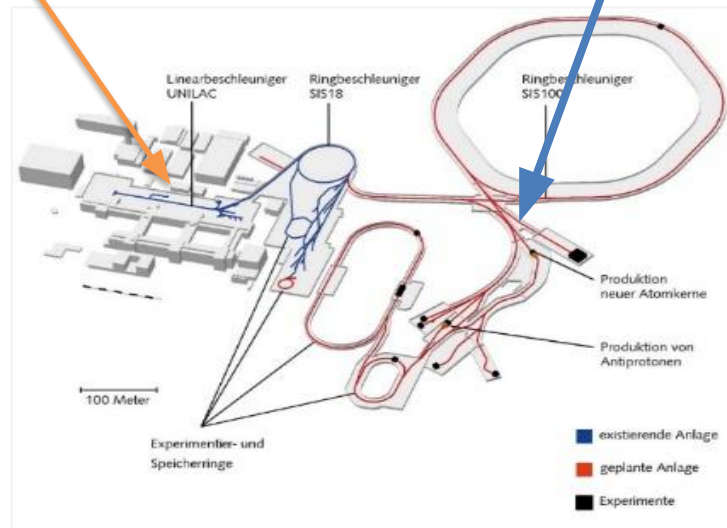 Linearbeschleuniger
UNILAC
Ringbeschleuniger
SIS18
Ringbeschleuniger
SIS100
Produktion
neuer Atomkerne
Produktion von
Antiprotonen
100 Meter
Experimentier- und
Speicherringe
existierende Anlage
geplante Anlage
Experimente